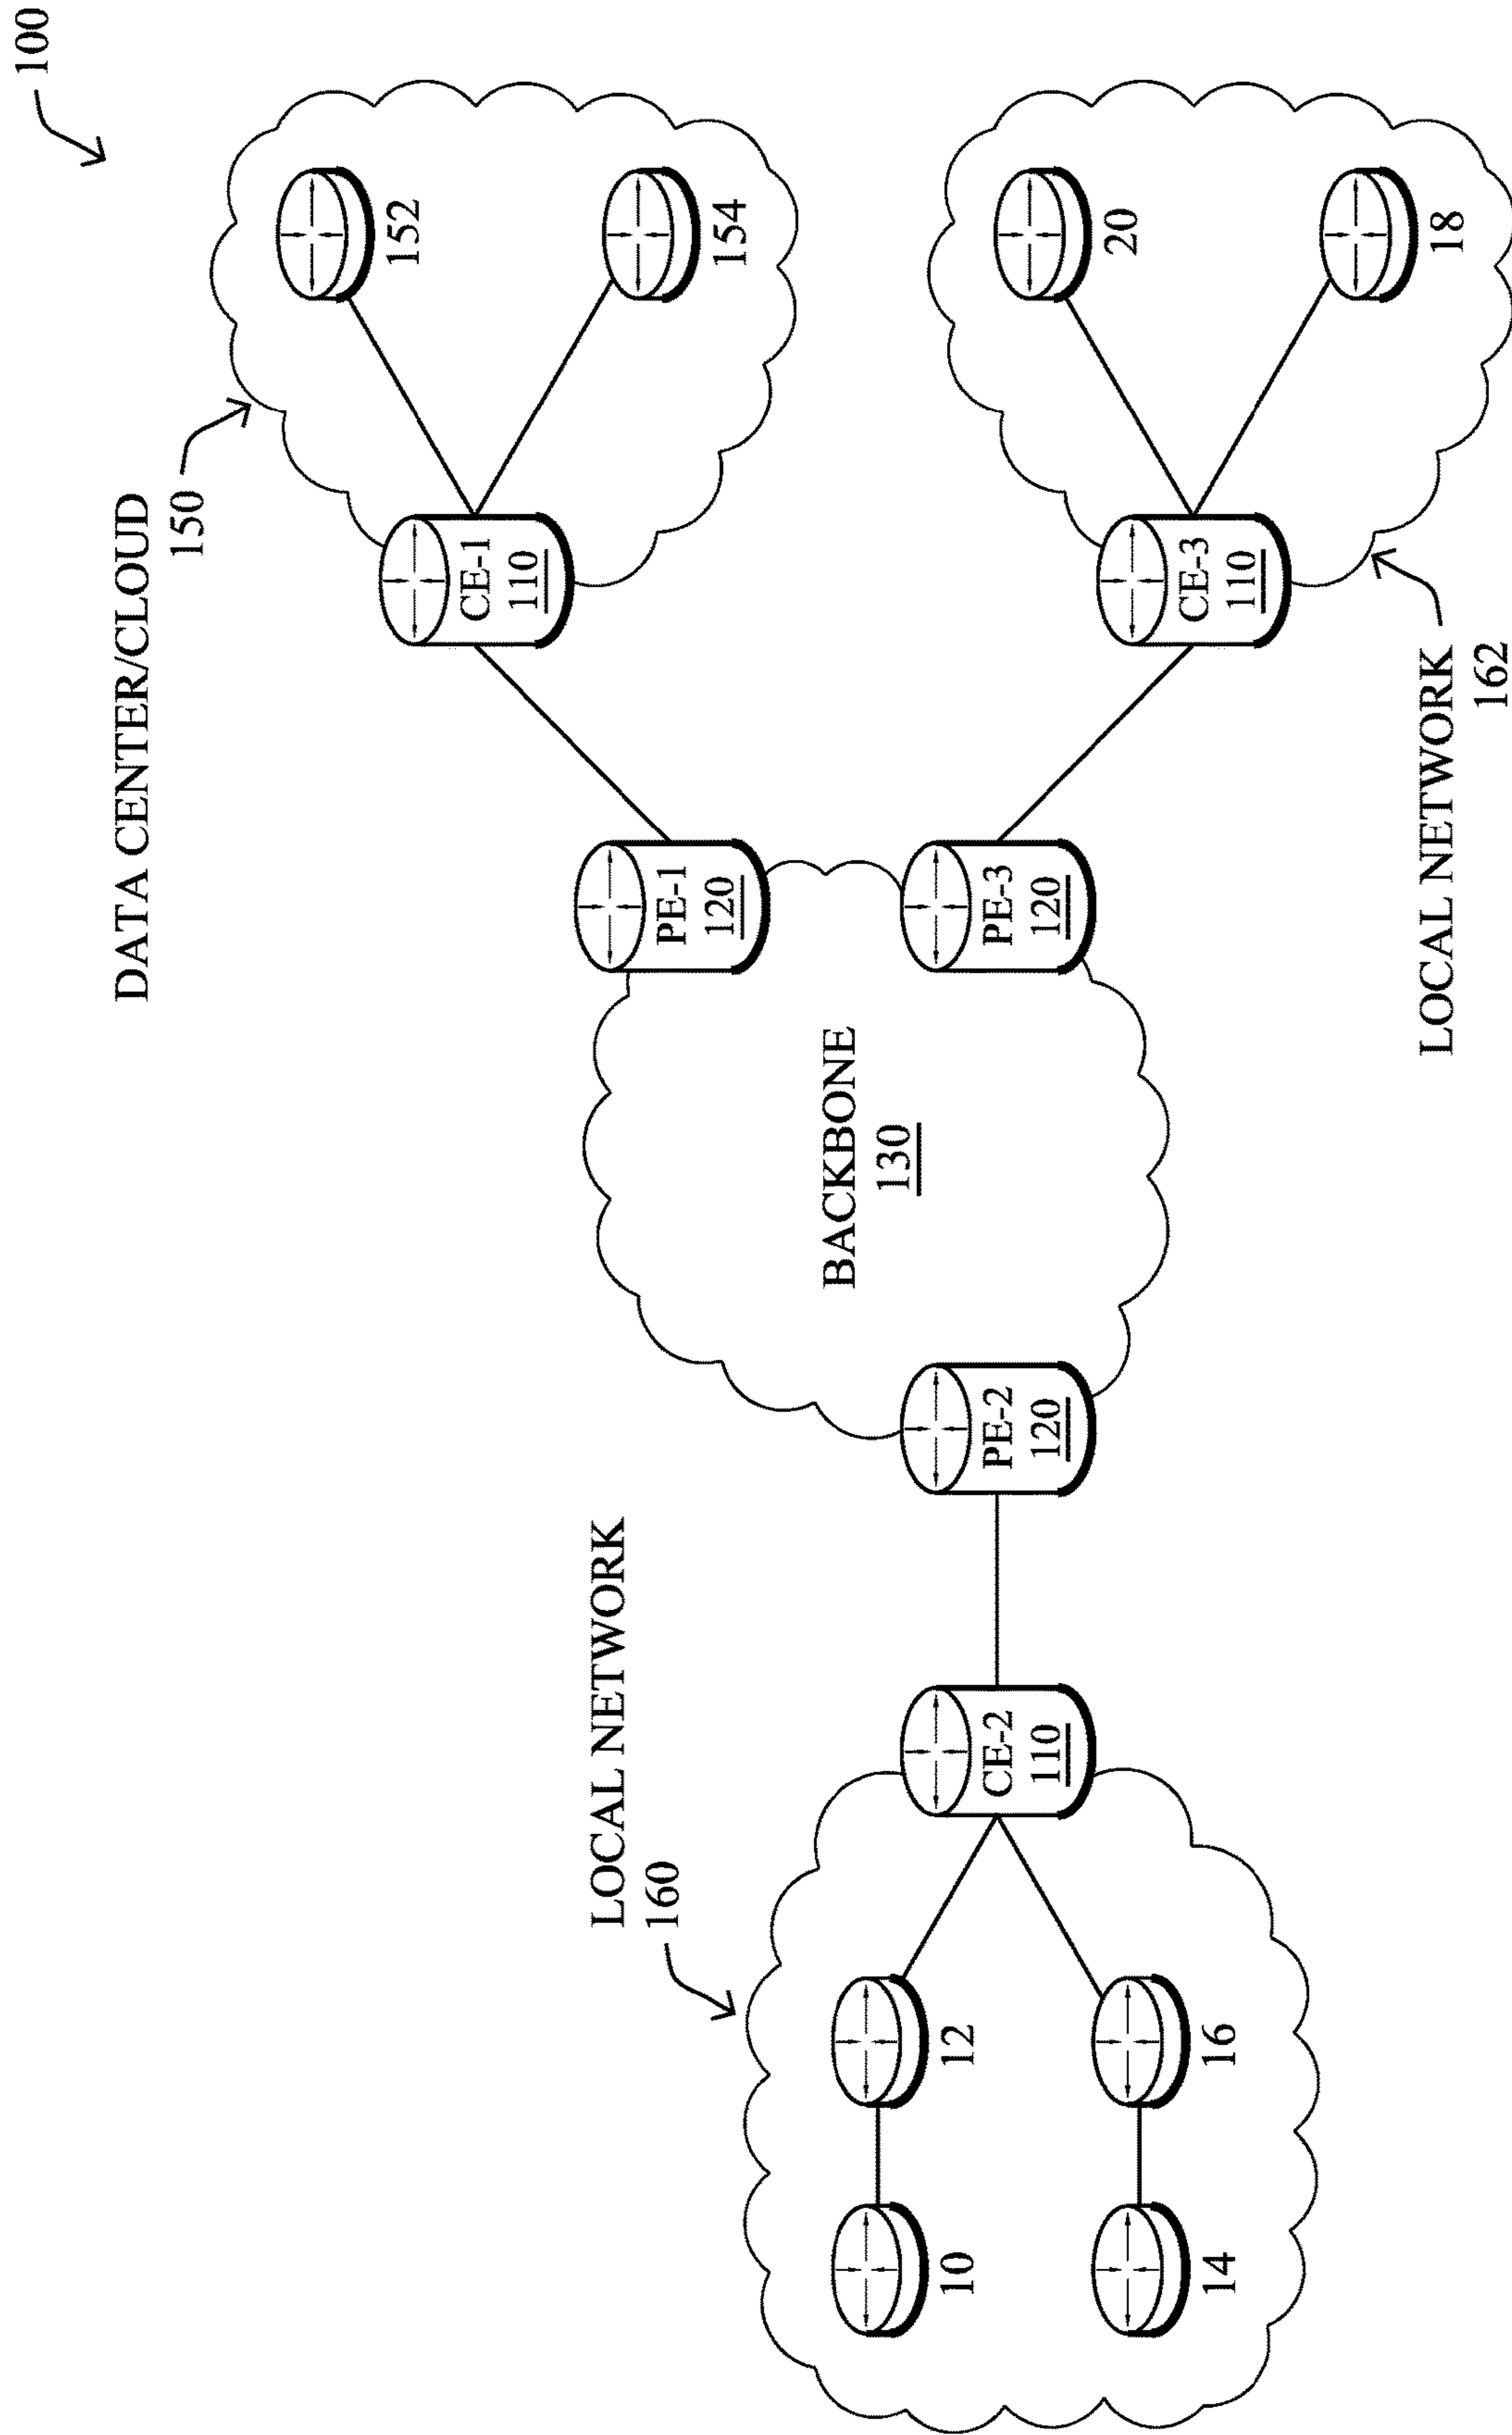 100
DATA CENTER/CLOUD
150
152
154
CE-1
110
PE-1
120
LOCAL NETWORK
160
BACKBONE
130
10
12
14
16
CE-2
110
PE-2
120
PE-3
120
CE-3
110
20
18
LOCAL NETWORK
162